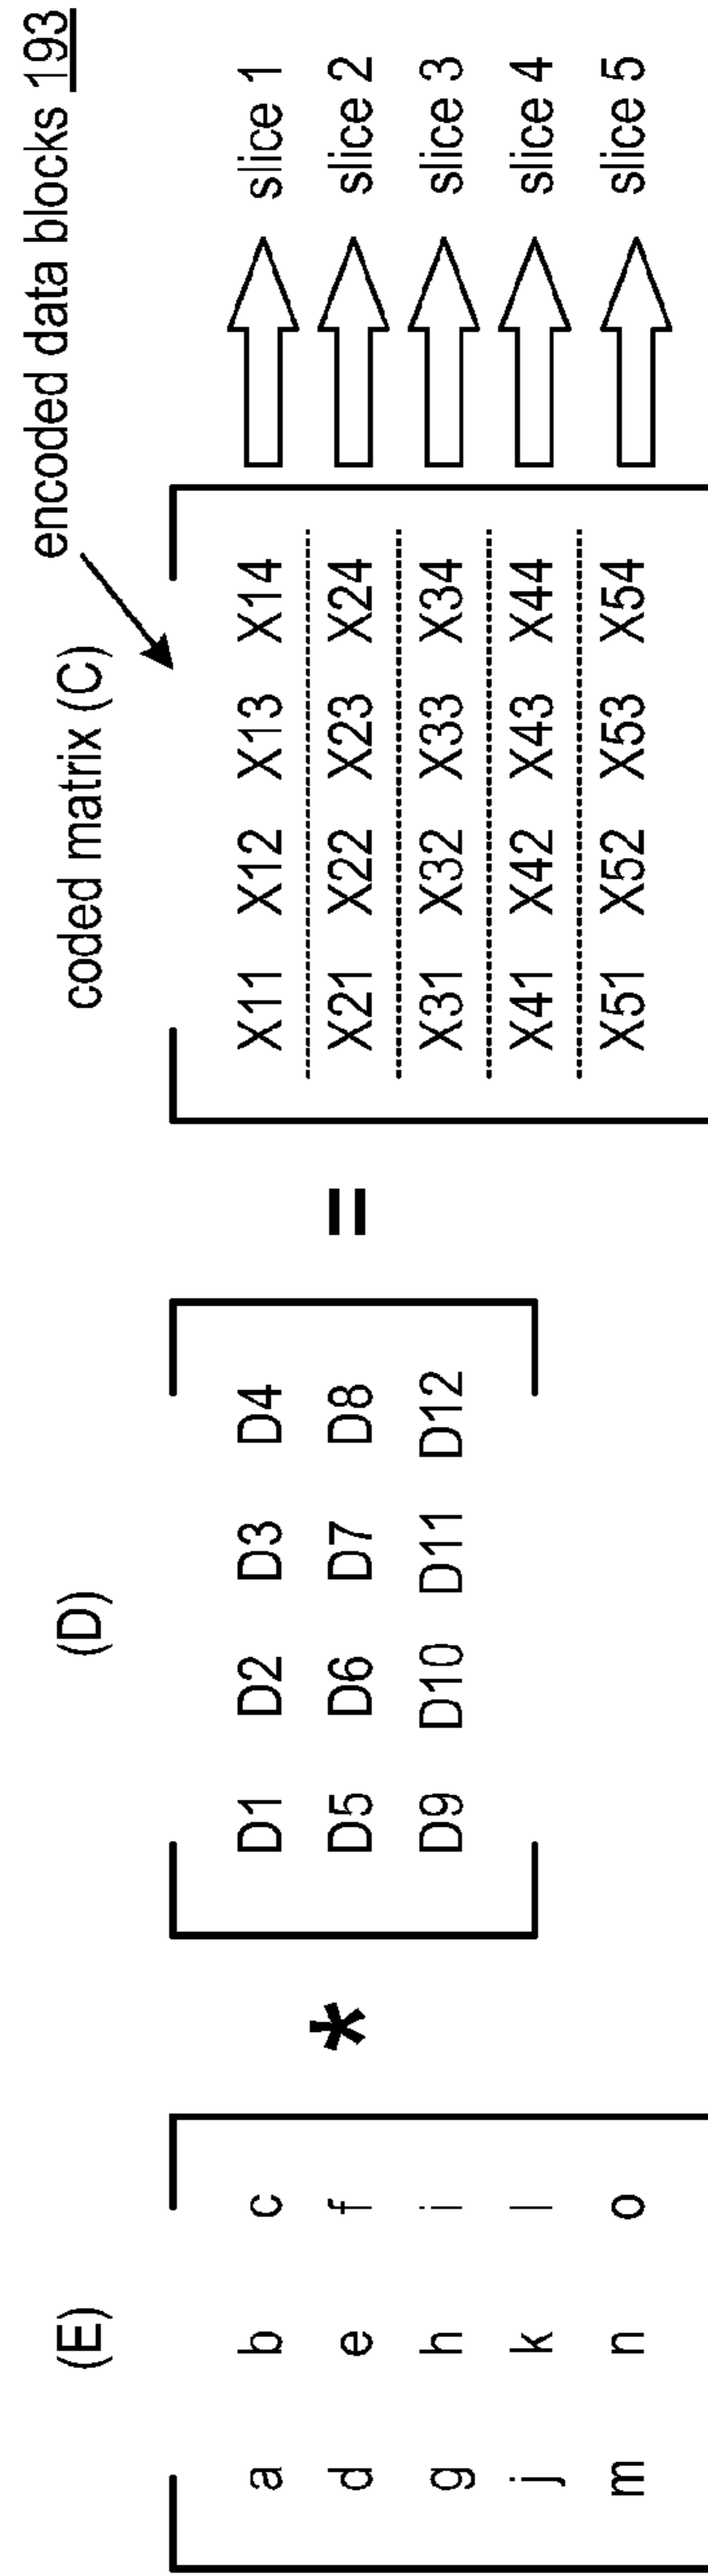 encoded data blocks 193
(E) (D) coded matrix (C)
a b c D1 D2 D3 D4 X11 X12 X13 X14 slice 1
d e f * D5 D6 D7 D8 = X21 X22 X23 X24 slice 2
g h i D9 D10 D11 D12 X31 X32 X33 X34 slice 3
j k l X41 X42 X43 X44 slice 4
m n o X51 X52 X53 X54 slice 5